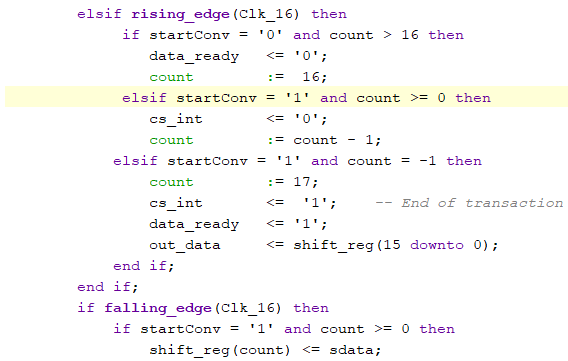 elsif rising_edge(Clk_16) then
if startConv = '0' and count > 16 then
data_ready <= '0';
count := 16;
elsif startConv = '1' and count >= 0 then
cs_int <= '0';
count := count - 1;
elsif startConv = '1' and count = -1 then
count := 17;
cs_int <= '1'; -- End of transaction
data_ready <= '1';
out_data <= shift_reg(15 downto 0);
end if;
end if;
if falling_edge(Clk_16) then
if startConv = '1' and count >= 0 then
shift_reg(count) <= sdata;